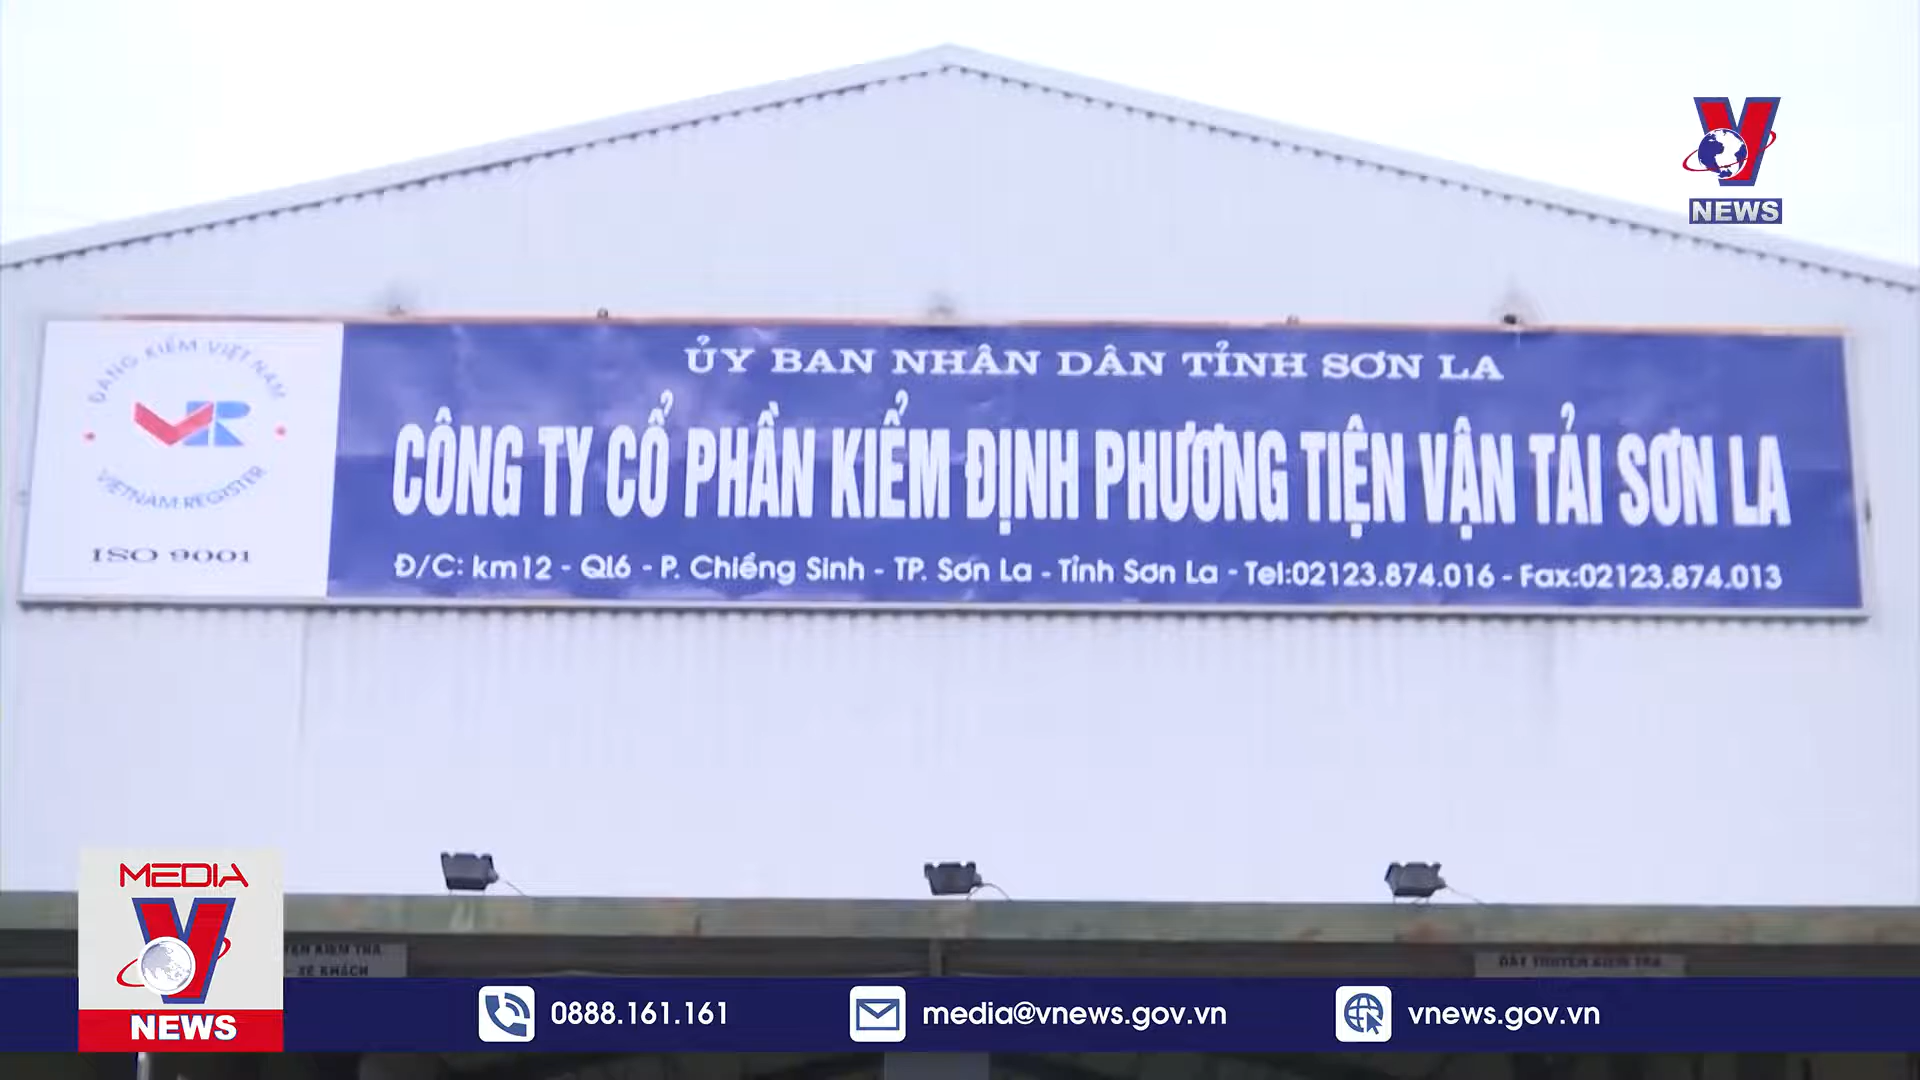 NEWS
ĐĂNG KIỂM VIỆT NAM
VR
VIETNAM REGISTER
ISO 9001
ỦY BAN NHÂN DÂN TỈNH SƠN LA
CÔNG TY CỔ PHẦN KIỂM ĐỊNH PHƯƠNG TIỆN VẬN TẢI SƠN LA
Đ/C: km12 - QL6 - P. Chiềng Sinh - TP. Sơn La - Tỉnh Sơn La - Tel:02123.874.016 - Fax:02123.874.013
XE KHÁCH
MEDIA
NEWS
0888.161.161
media@vnews.gov.vn
vnews.gov.vn